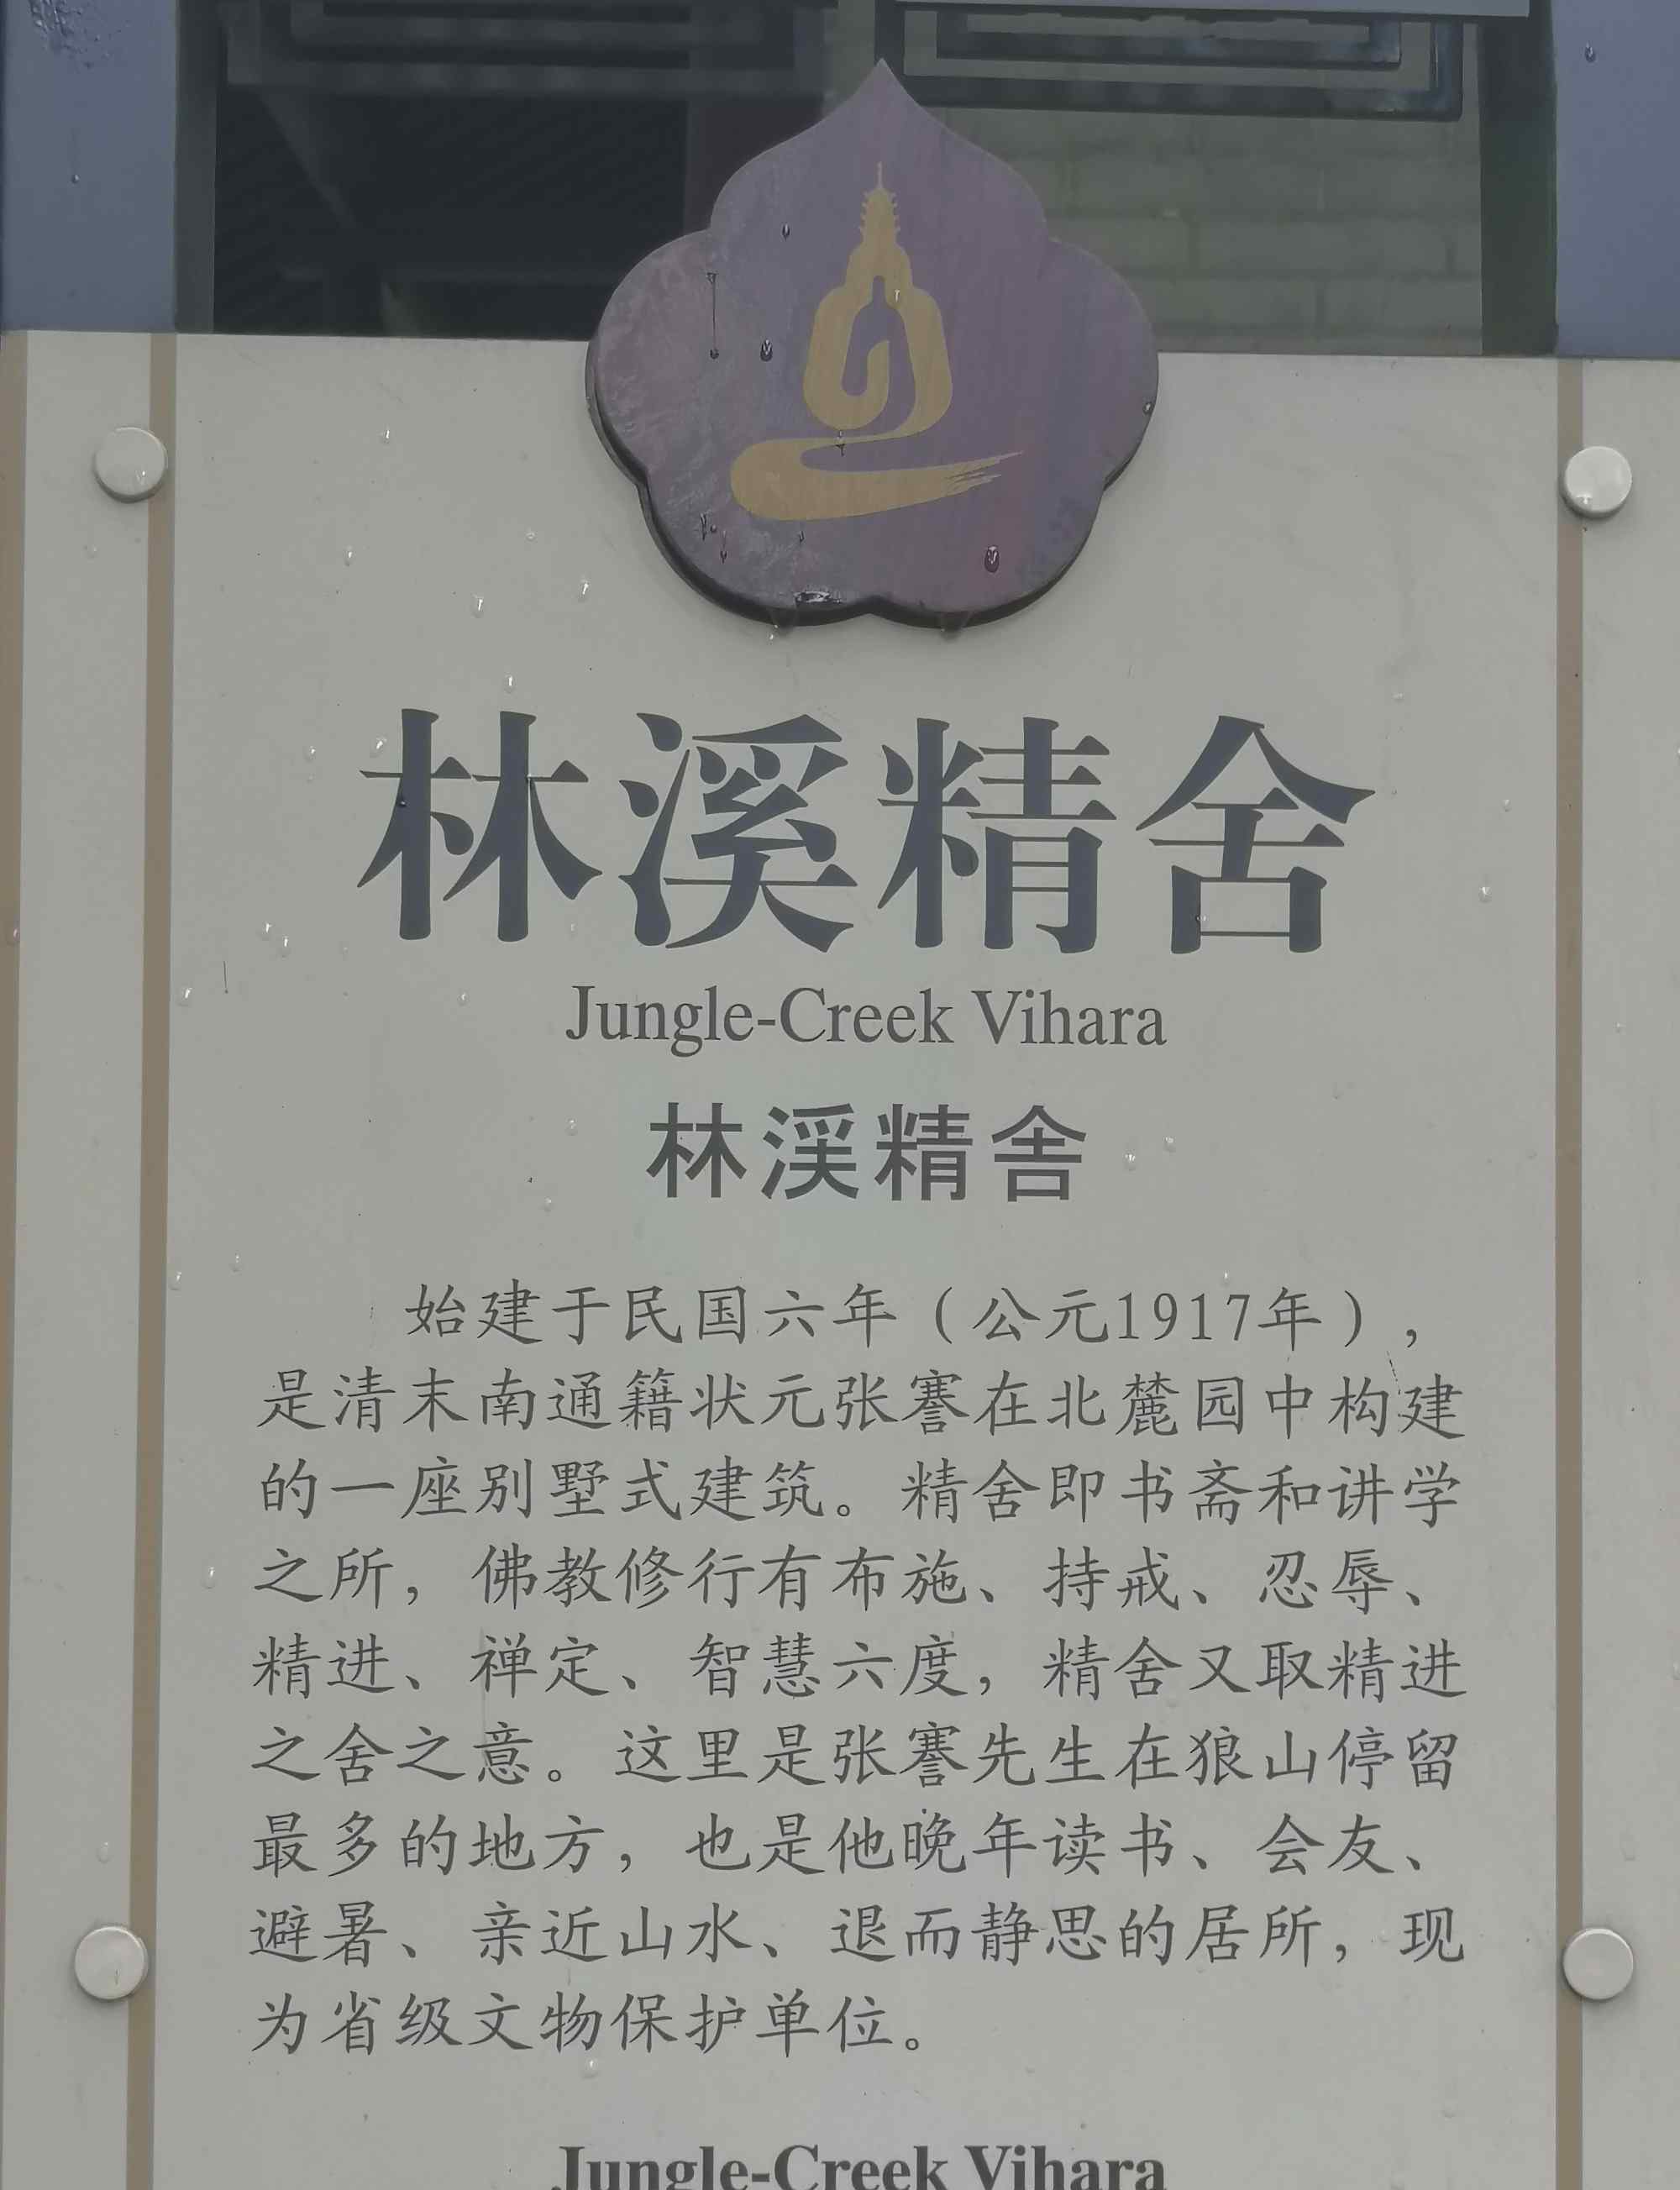 林溪精舍
Jungle-Creek Vihara
林溪精舍
始建于民国六年（公元1917年），
是清末南通籍状元张謇在北麓园中构建
的一座别墅式建筑。精舍即书斋和讲学
之所，佛教修行有布施、持戒、忍辱、
精进、禅定、智慧六度，精舍又取精进
之舍之意。这里是张謇先生在狼山停留
最多的地方，也是他晚年读书、会友、
避暑、亲近山水、退而静思的居所，现
为省级文物保护单位。
Jungle-Creek Vihara